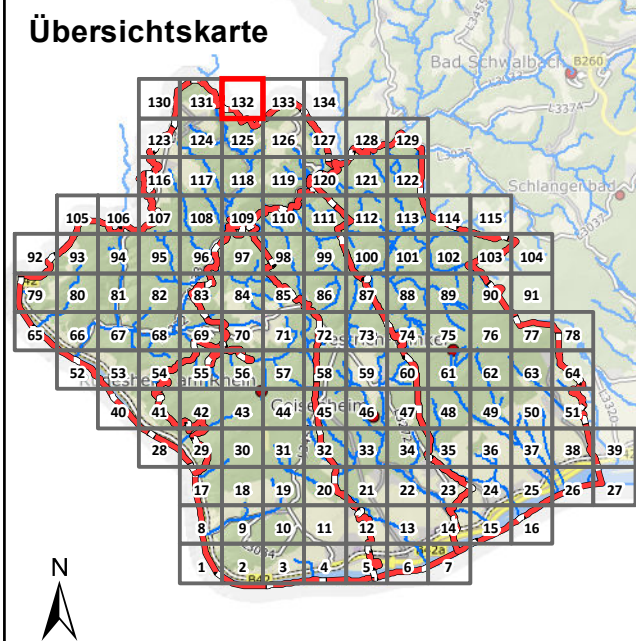 Übersichtskarte
Bad Schwalbach B260
L3374
L3035
Schlangenbad
L3037
130 131 132 133 134
123 124 125 126 127 128 129
116 117 118 119 120 121 122
105 106 107 108 109 110 111 112 113 114 115
92 93 94 95 96 97 98 99 100 101 102 103 104
79 80 81 82 83 84 85 86 87 88 89 90 91
65 66 67 68 69 70 71 72 73 74 75 76 77 78
52 53 54 55 56 57 58 59 60 61 62 63 64
40 41 42 43 44 45 46 47 48 49 50 51
28 29 30 31 32 33 34 35 36 37 38 39
17 18 19 20 21 22 23 24 25 26 27
8 9 10 11 12 13 14 15 16
1 2 3 4 5 6 7
L3320
L3034
B42
B42a
N